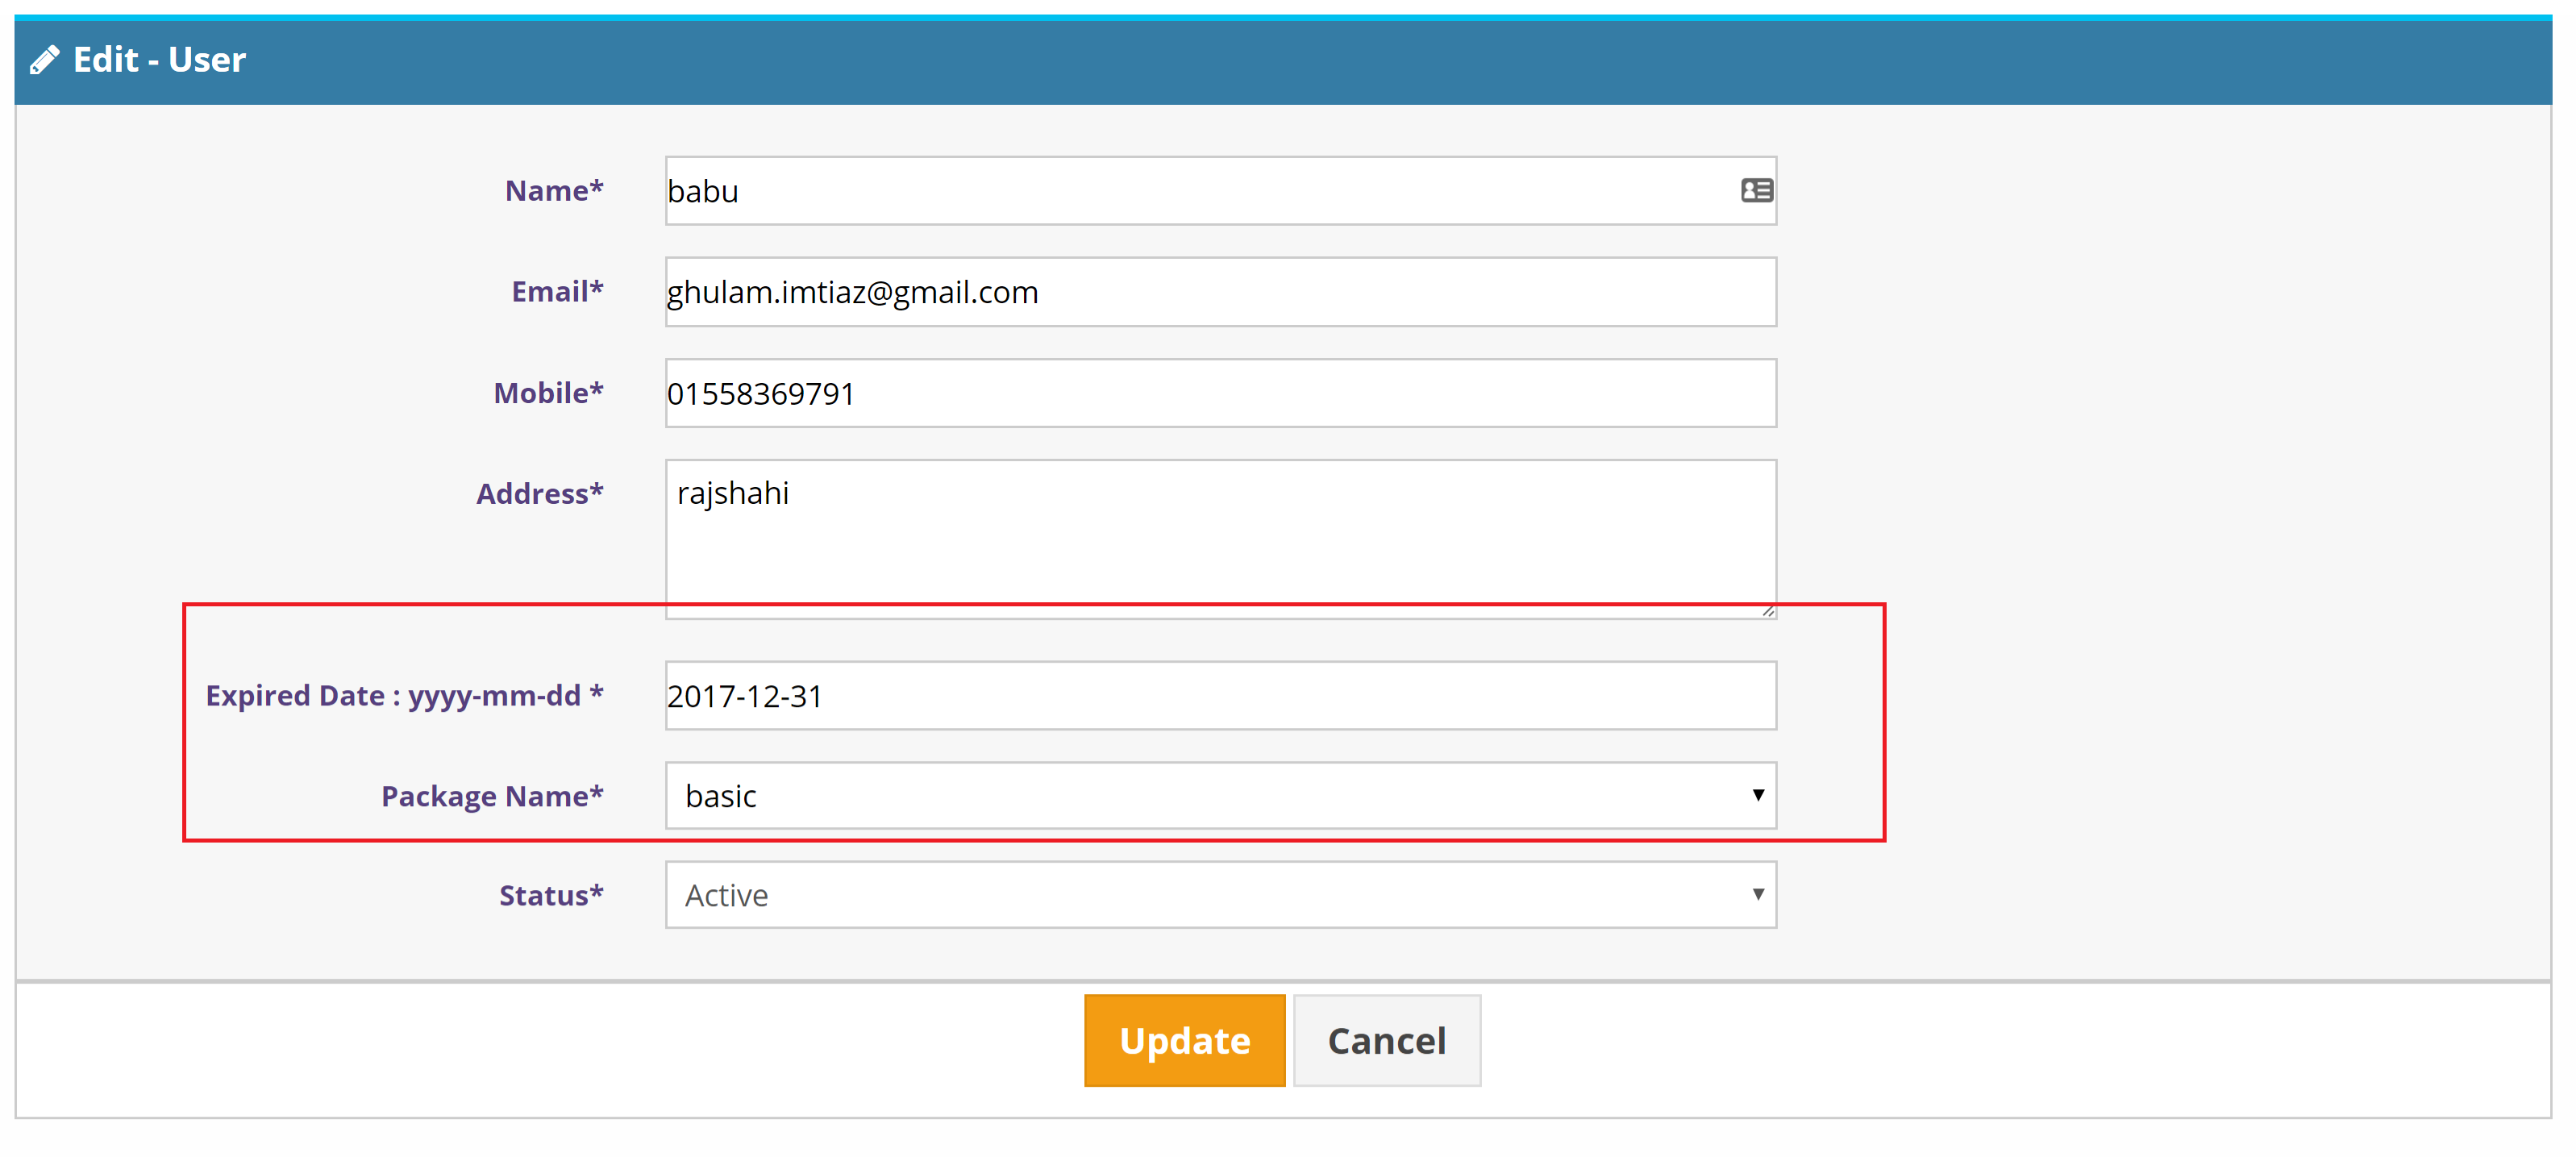 Edit - User
Name* babu
Email* ghulam.imtiaz@gmail.com
Mobile* 01558369791
Address* rajshahi
Expired Date : yyyy-mm-dd * 2017-12-31
Package Name* basic
Status* Active
Update Cancel